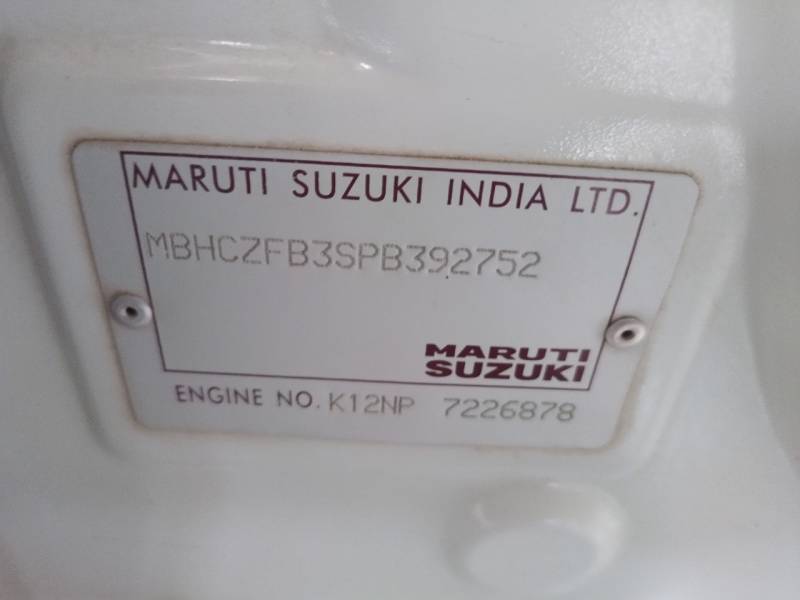 MARUTI SUZUKI INDIA LTD.
MBHCZFB3SPB392752
MARUTI
SUZUKI
ENGINE NO. K12NP 7226878